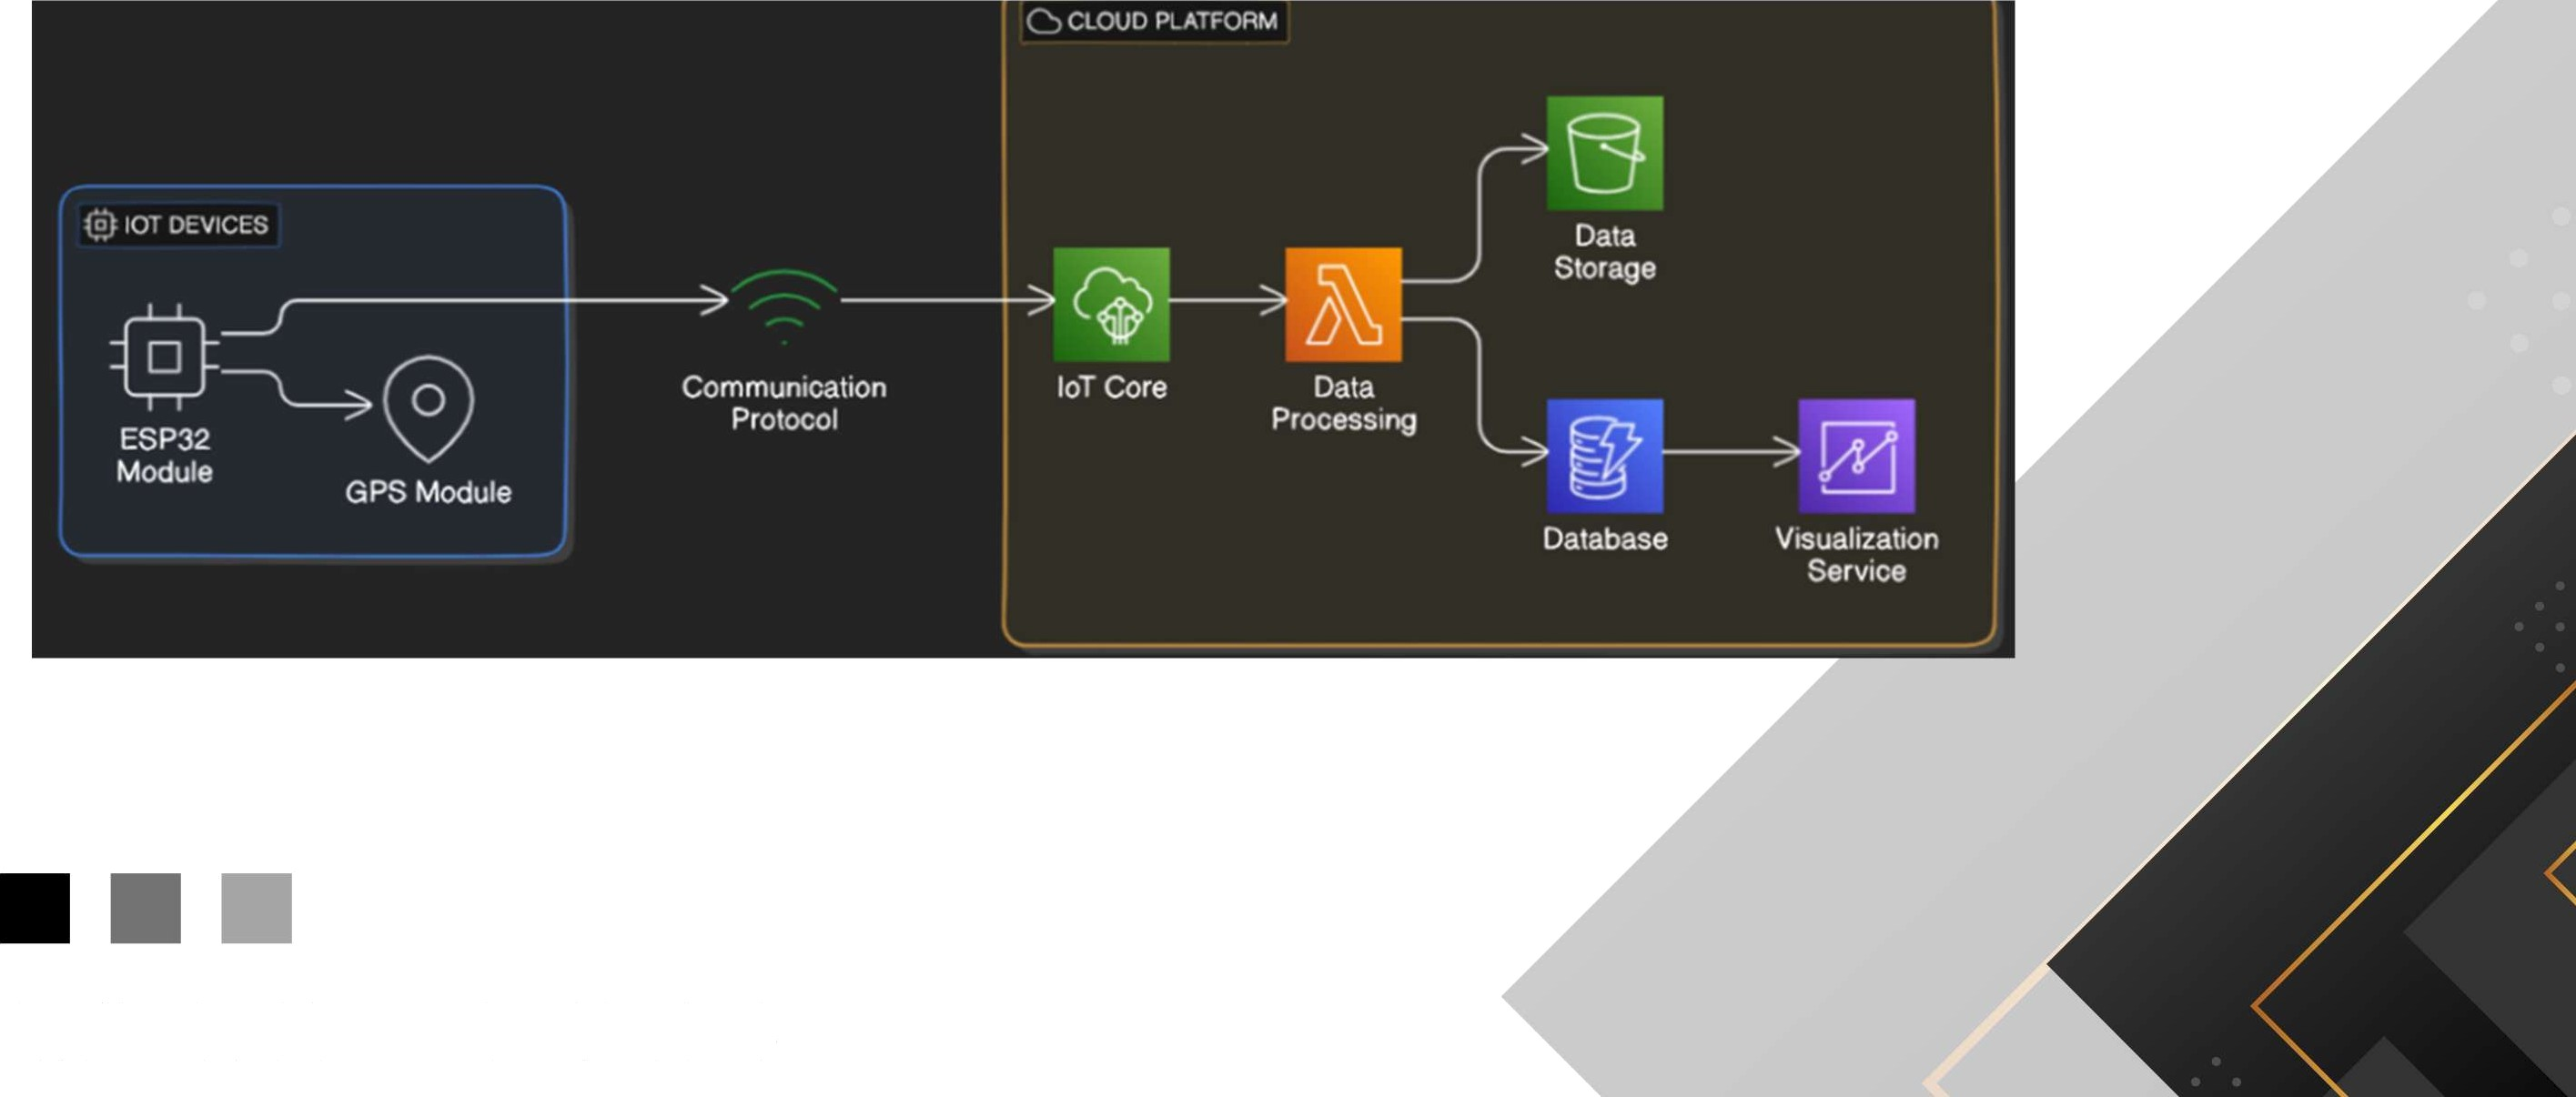 CLOUD PLATFORM
IOT DEVICES
ESP32
Module
GPS Module
Communication
Protocol
IoT Core
Data
Processing
Data
Storage
Database
Visualization
Service